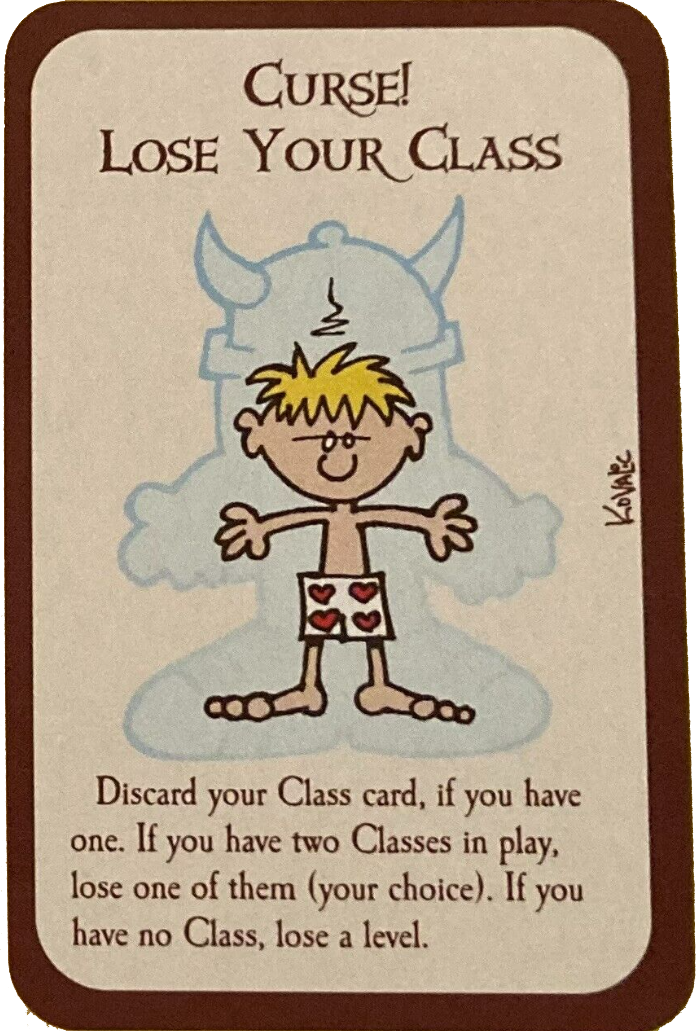 Curse!
Lose Your Class
Kovalic
Discard your Class card, if you have
one. If you have two Classes in play,
lose one of them (your choice). If you
have no Class, lose a level.